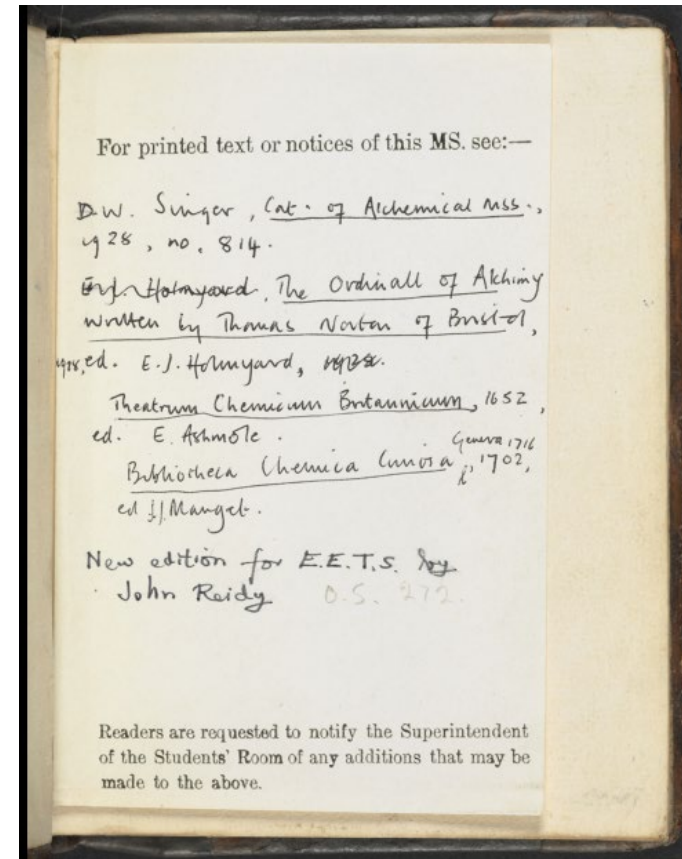 For printed text or notices of this MS. see:—
D.W. Singer, Cat. of Alchemical MSS.,
1928, no. 814.
E.J. Holmyard, The Ordinall of Alchimy
written by Thomas Norton of Bristol,
ed. E.J. Holmyard, 1928.
Theatrum Chemicum Britannicum, 1652,
ed. E. Ashmole.
Geneva 1716
Bibliotheca Chemica Curiosa, 1702,
ed J.J. Manget.
New edition for E.E.T.S. by
John Reidy O.S. 272.
Readers are requested to notify the Superintendent
of the Students' Room of any additions that may be
made to the above.